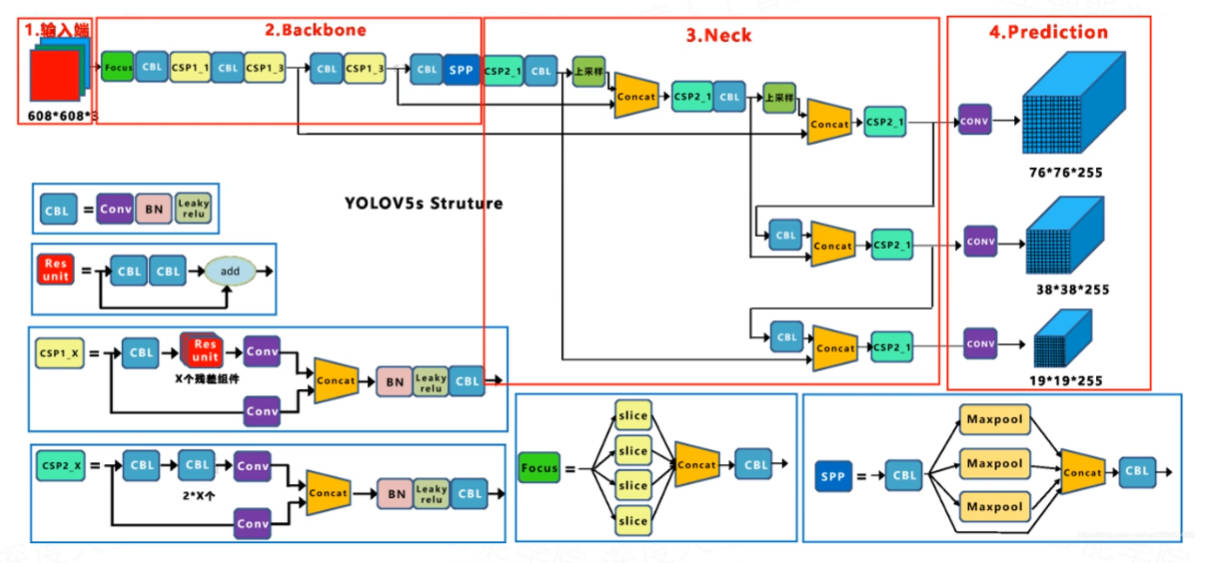 1.输入端
2.Backbone
3.Neck
4.Prediction
608*608*3
Focus CBL CSP1_1 CBL CSP1_3 CBL CSP1_3 CBL SPP CSP2_1 CBL 上采样
Concat CSP2_1 CBL 上采样
Concat CSP2_1 CONV
76*76*255
YOLOV5s Struture
CBL = Conv BN Leaky relu
CBL Concat CSP2_1 CONV
38*38*255
Res unit = CBL CBL add
CBL Concat CSP2_1 CONV
19*19*255
CSP1_X = CBL Res unit Conv
X个残差组件
Concat BN Leaky relu CBL
Conv
CSP2_X = CBL CBL Conv
2*X个
Concat BN Leaky relu CBL
Conv
Focus = slice
slice
slice
slice
Concat CBL
SPP = CBL Maxpool
Maxpool
Maxpool
Concat CBL